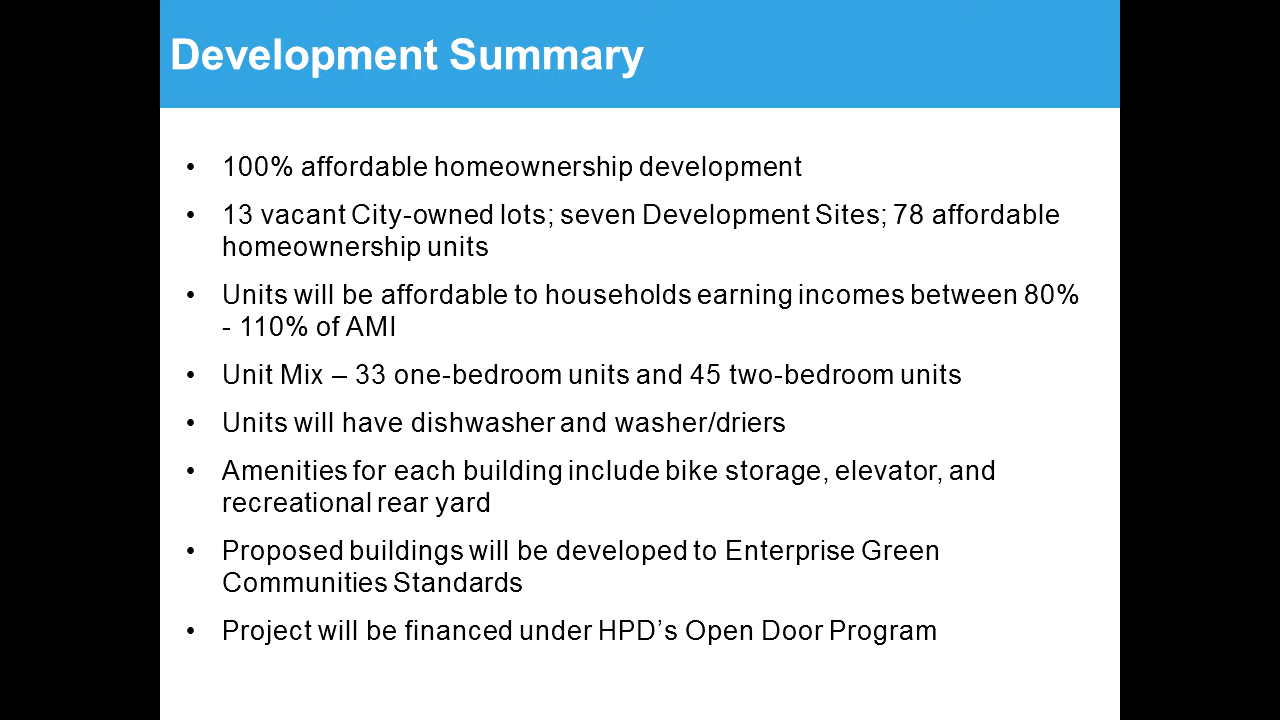 Development Summary
• 100% affordable homeownership development
• 13 vacant City-owned lots; seven Development Sites; 78 affordable
homeownership units
• Units will be affordable to households earning incomes between 80%
- 110% of AMI
• Unit Mix – 33 one-bedroom units and 45 two-bedroom units
• Units will have dishwasher and washer/driers
• Amenities for each building include bike storage, elevator, and
recreational rear yard
• Proposed buildings will be developed to Enterprise Green
Communities Standards
• Project will be financed under HPD’s Open Door Program